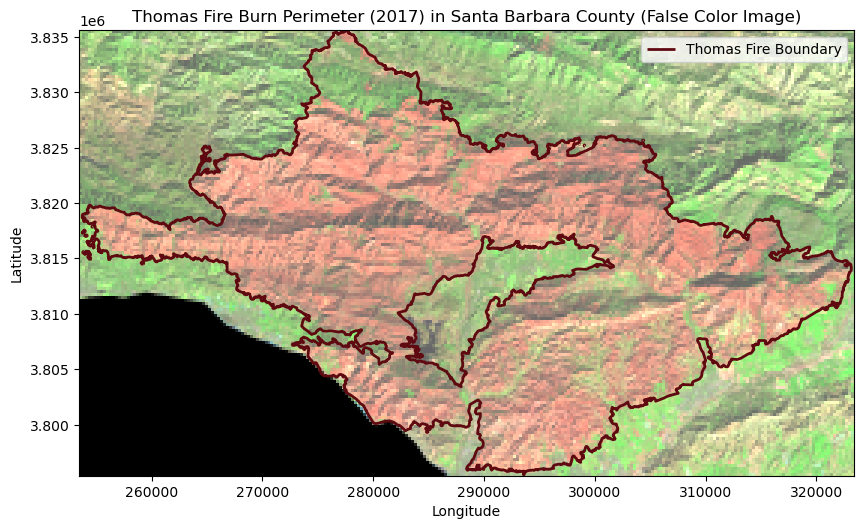 Thomas Fire Burn Perimeter (2017) in Santa Barbara County (False Color Image)
1e6
Thomas Fire Boundary
3.835
3.830
3.825
3.820
3.815
3.810
3.805
3.800
Latitude
260000 270000 280000 290000 300000 310000 320000
Longitude